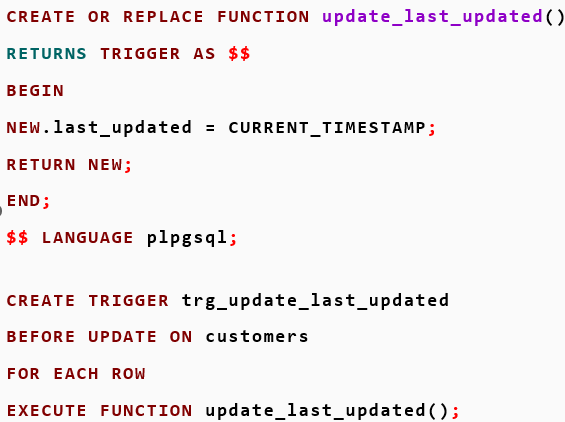 CREATE OR REPLACE FUNCTION update_last_updated()
RETURNS TRIGGER AS $$
BEGIN
NEW.last_updated = CURRENT_TIMESTAMP;
RETURN NEW;
END;
$$ LANGUAGE plpgsql;
CREATE TRIGGER trg_update_last_updated
BEFORE UPDATE ON customers
FOR EACH ROW
EXECUTE FUNCTION update_last_updated();